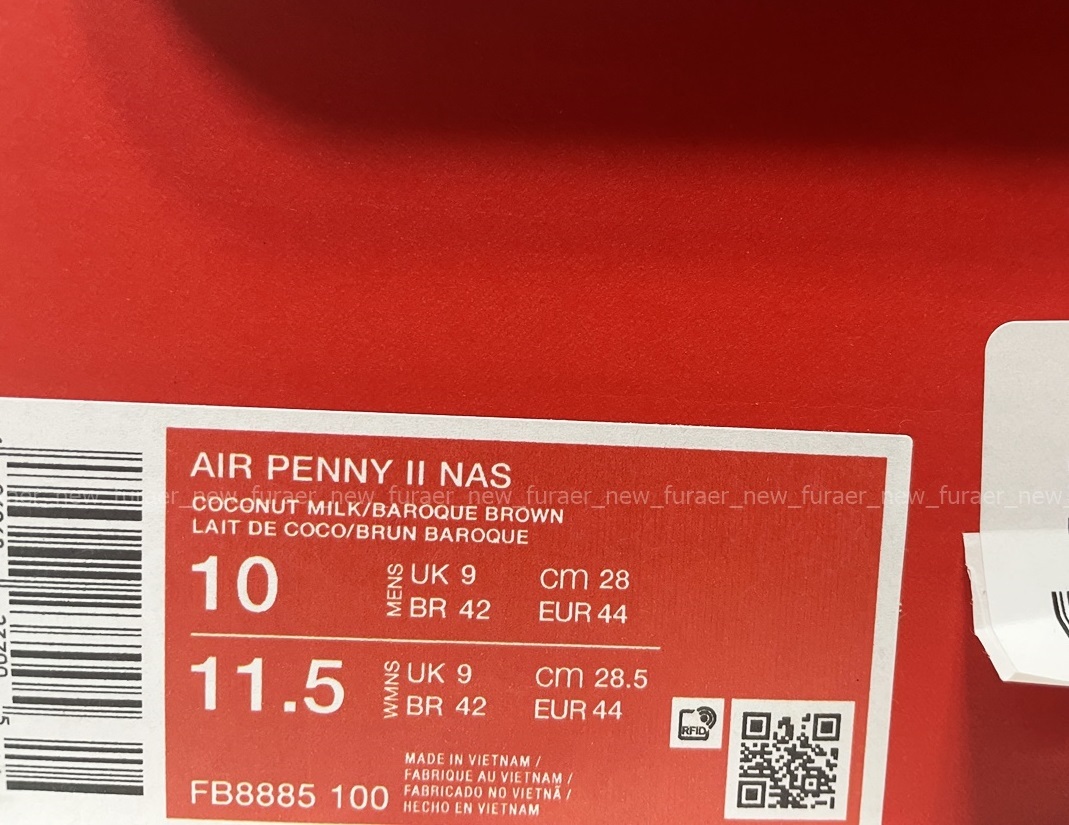 AIR PENNY II NAS
furaer_new_furaer_new_furaer_new_furaer_new_furaer_new_furaer_new_furaer_new_
COCONUT MILK/BAROQUE BROWN
LAIT DE COCO/BRUN BAROQUE
10 MENS UK 9 cm 28
BR 42 EUR 44
11.5 WMNS UK 9 cm 28.5
BR 42 EUR 44
RFID
MADE IN VIETNAM /
FABRIQUE AU VIETNAM /
FABRICADO NO VIETNÃ /
HECHO EN VIETNAM
FB8885 100